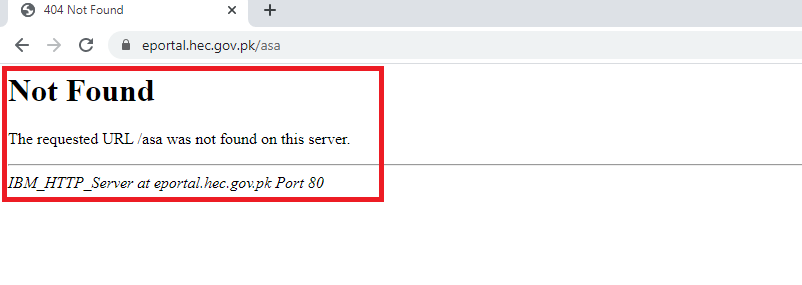 404 Not Found
eportal.hec.gov.pk/asa
Not Found
The requested URL /asa was not found on this server.
IBM_HTTP_Server at eportal.hec.gov.pk Port 80